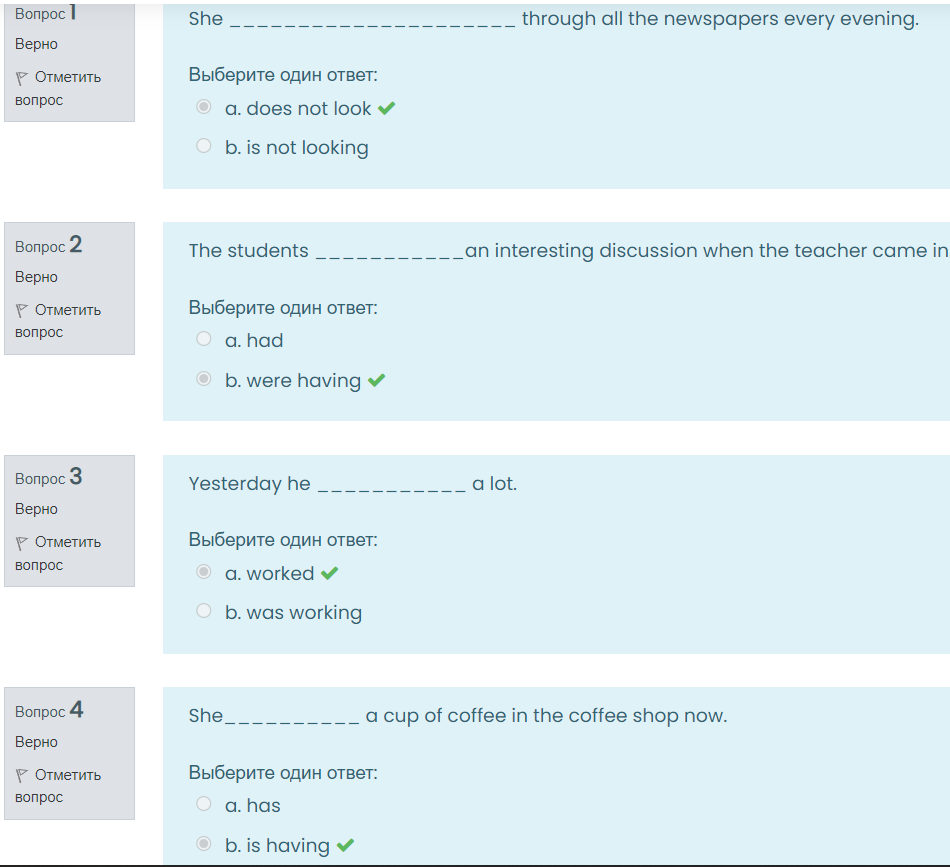 Вопрос 1
Верно
Отметить
вопрос
She _____________________ through all the newspapers every evening.
Выберите один ответ:
a. does not look
b. is not looking
Вопрос 2
Верно
Отметить
вопрос
The students ___________an interesting discussion when the teacher came in
Выберите один ответ:
a. had
b. were having
Вопрос 3
Верно
Отметить
вопрос
Yesterday he ___________ a lot.
Выберите один ответ:
a. worked
b. was working
Вопрос 4
Верно
Отметить
вопрос
She__________ a cup of coffee in the coffee shop now.
Выберите один ответ:
a. has
b. is having